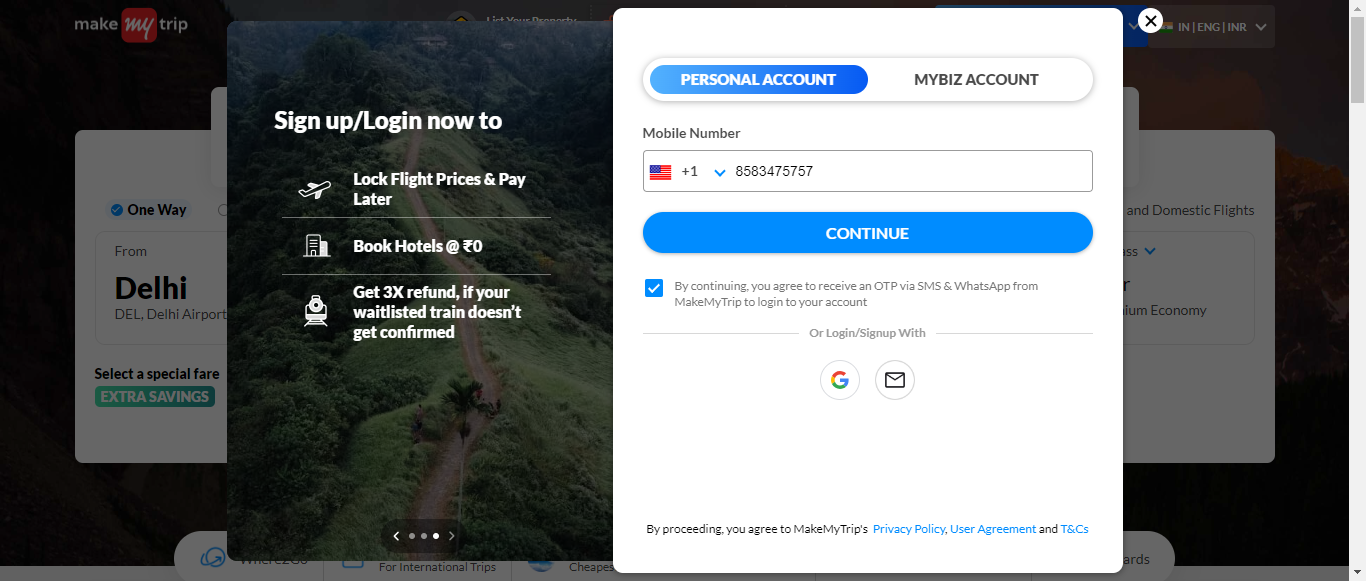 make my trip
List Your Property
IN | ENG | INR
Sign up/Login now to
Lock Flight Prices & Pay
Later
Book Hotels @ ₹0
Get 3X refund, if your
waitlisted train doesn't
get confirmed
PERSONAL ACCOUNT
MYBIZ ACCOUNT
Mobile Number
+1
8583475757
CONTINUE
By continuing, you agree to receive an OTP via SMS & WhatsApp from
MakeMyTrip to login to your account
Or Login/Signup With
By proceeding, you agree to MakeMyTrip's Privacy Policy, User Agreement and T&Cs
One Way
From
Delhi
DEL, Delhi Airport
Select a special fare
EXTRA SAVINGS
and Domestic Flights
Economy
Where2Go
For International Trips